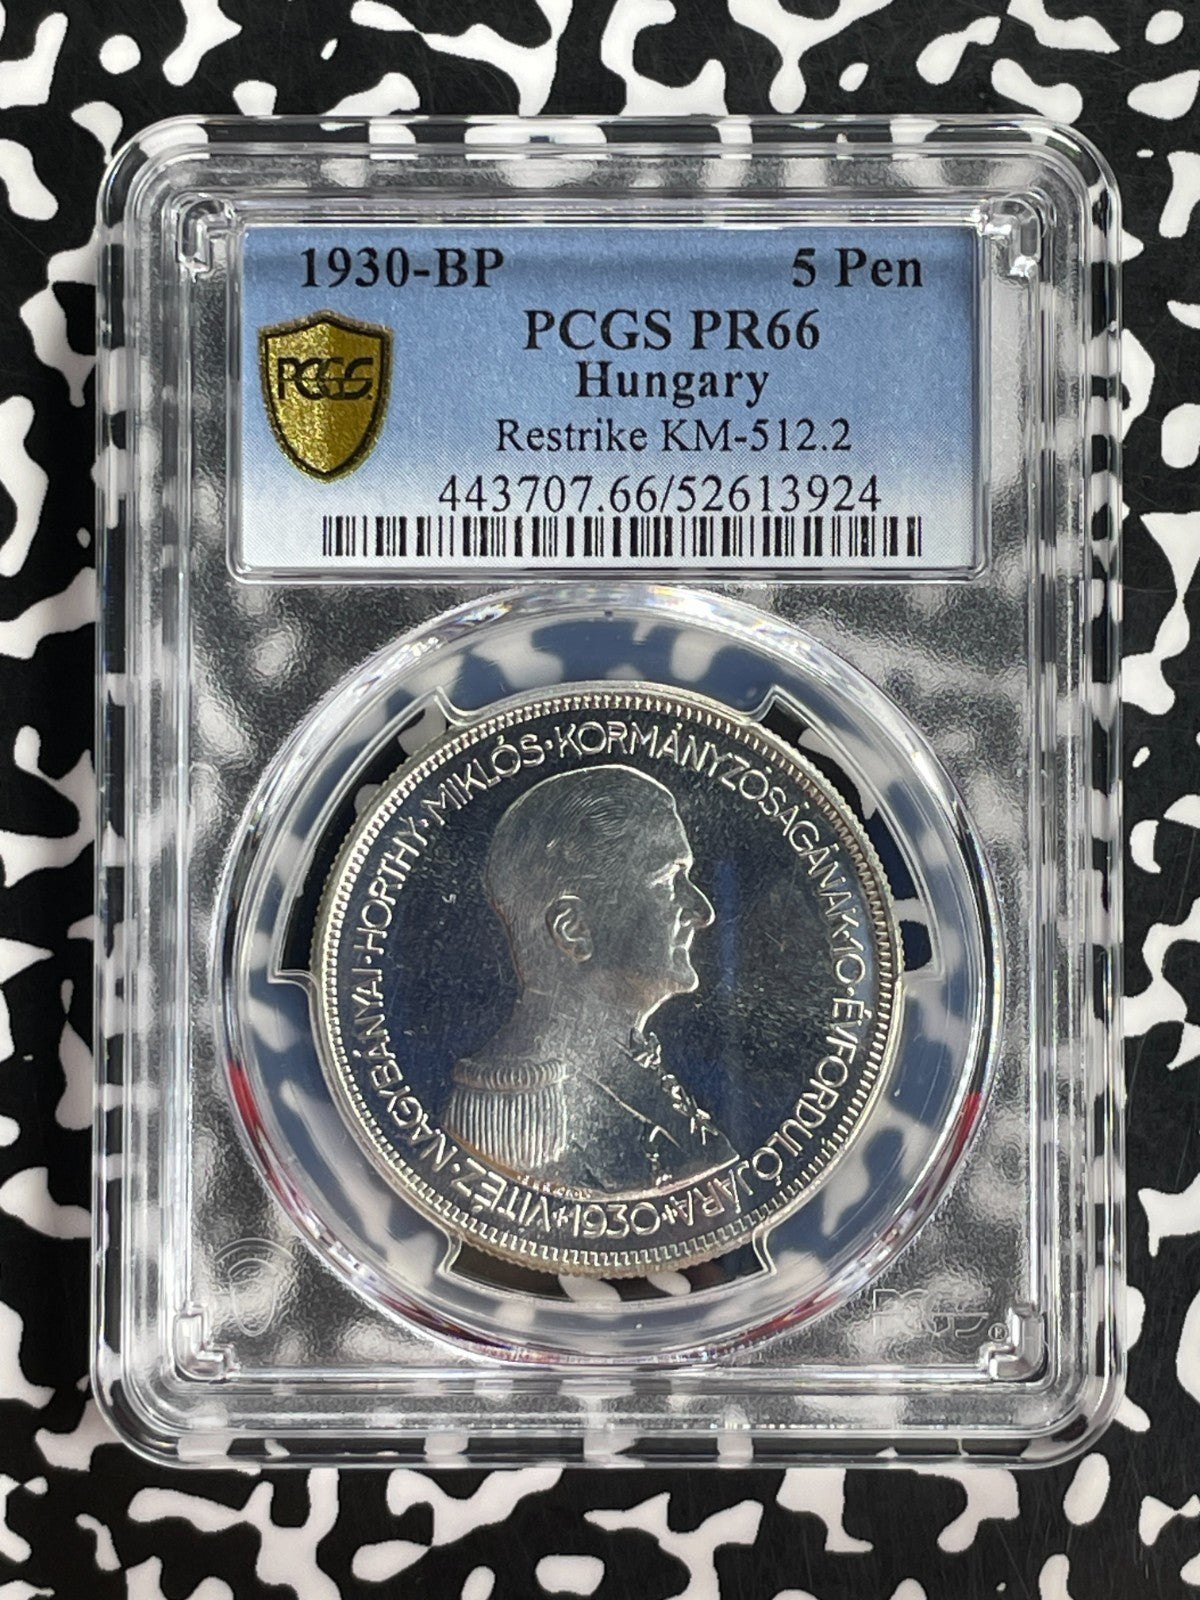 1930-BP 5 Pen
PCGS PR66
Hungary
Restrike KM-512.2
443707.66/52613924
PCGS
VITÉZ·NAGYBÁNYAI·HORTHY·MIKLÓS·KORMÁNYZÓSÁGÁNAK·10·ÉVFORDULÓJÁRA
+1930+
PCGS®